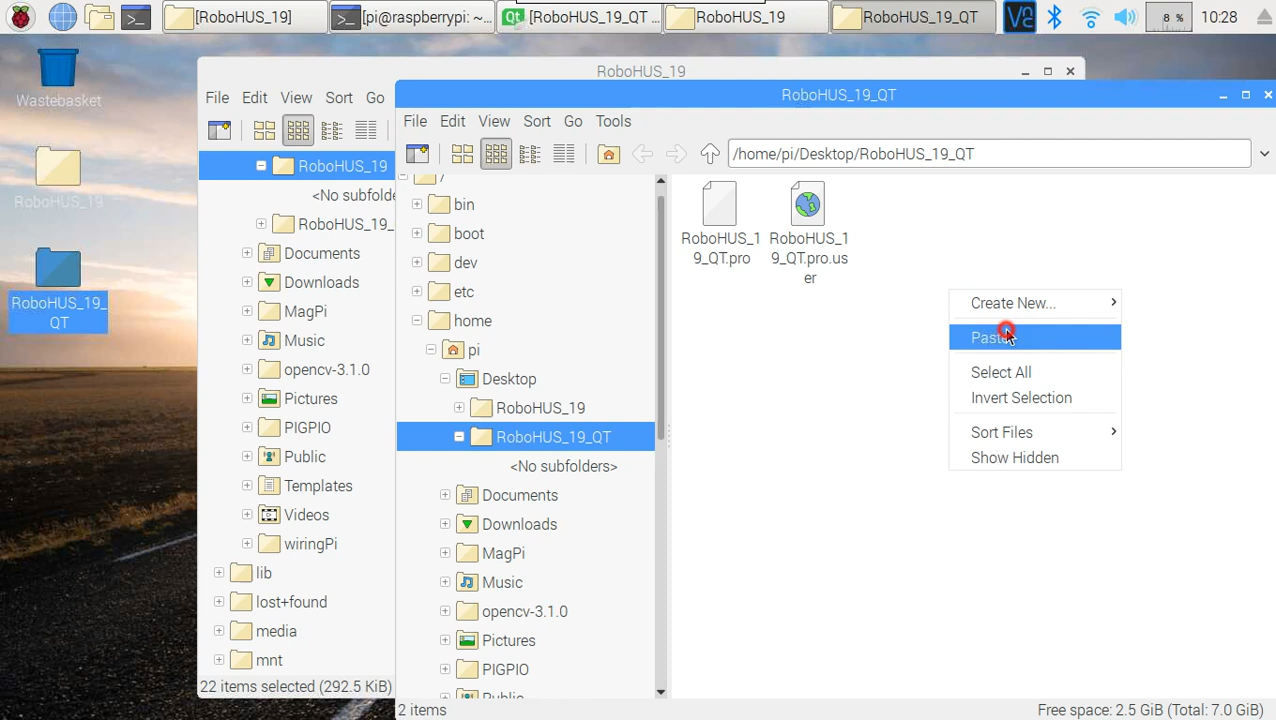 [RoboHUS_19]
[pi@raspberrypi: ~...
[RoboHUS_19_QT ...
RoboHUS_19
RoboHUS_19_QT
8 %
10:28
Wastebasket
RoboHUS_19
RoboHUS_19_
QT
RoboHUS_19
File Edit View Sort Go
RoboHUS_19
<No subfolde
RoboHUS_19_
Documents
Downloads
MagPi
Music
opencv-3.1.0
Pictures
PIGPIO
Public
Templates
Videos
wiringPi
lib
lost+found
media
mnt
22 items selected (292.5 KiB)
RoboHUS_19_QT
File Edit View Sort Go Tools
/home/pi/Desktop/RoboHUS_19_QT
/
bin
boot
dev
etc
home
pi
Desktop
RoboHUS_19
RoboHUS_19_QT
<No subfolders>
Documents
Downloads
MagPi
Music
opencv-3.1.0
Pictures
PIGPIO
RoboHUS_1
9_QT.pro
RoboHUS_1
9_QT.pro.us
er
Create New...
Paste
Select All
Invert Selection
Sort Files
Show Hidden
2 items
Free space: 2.5 GiB (Total: 7.0 GiB)